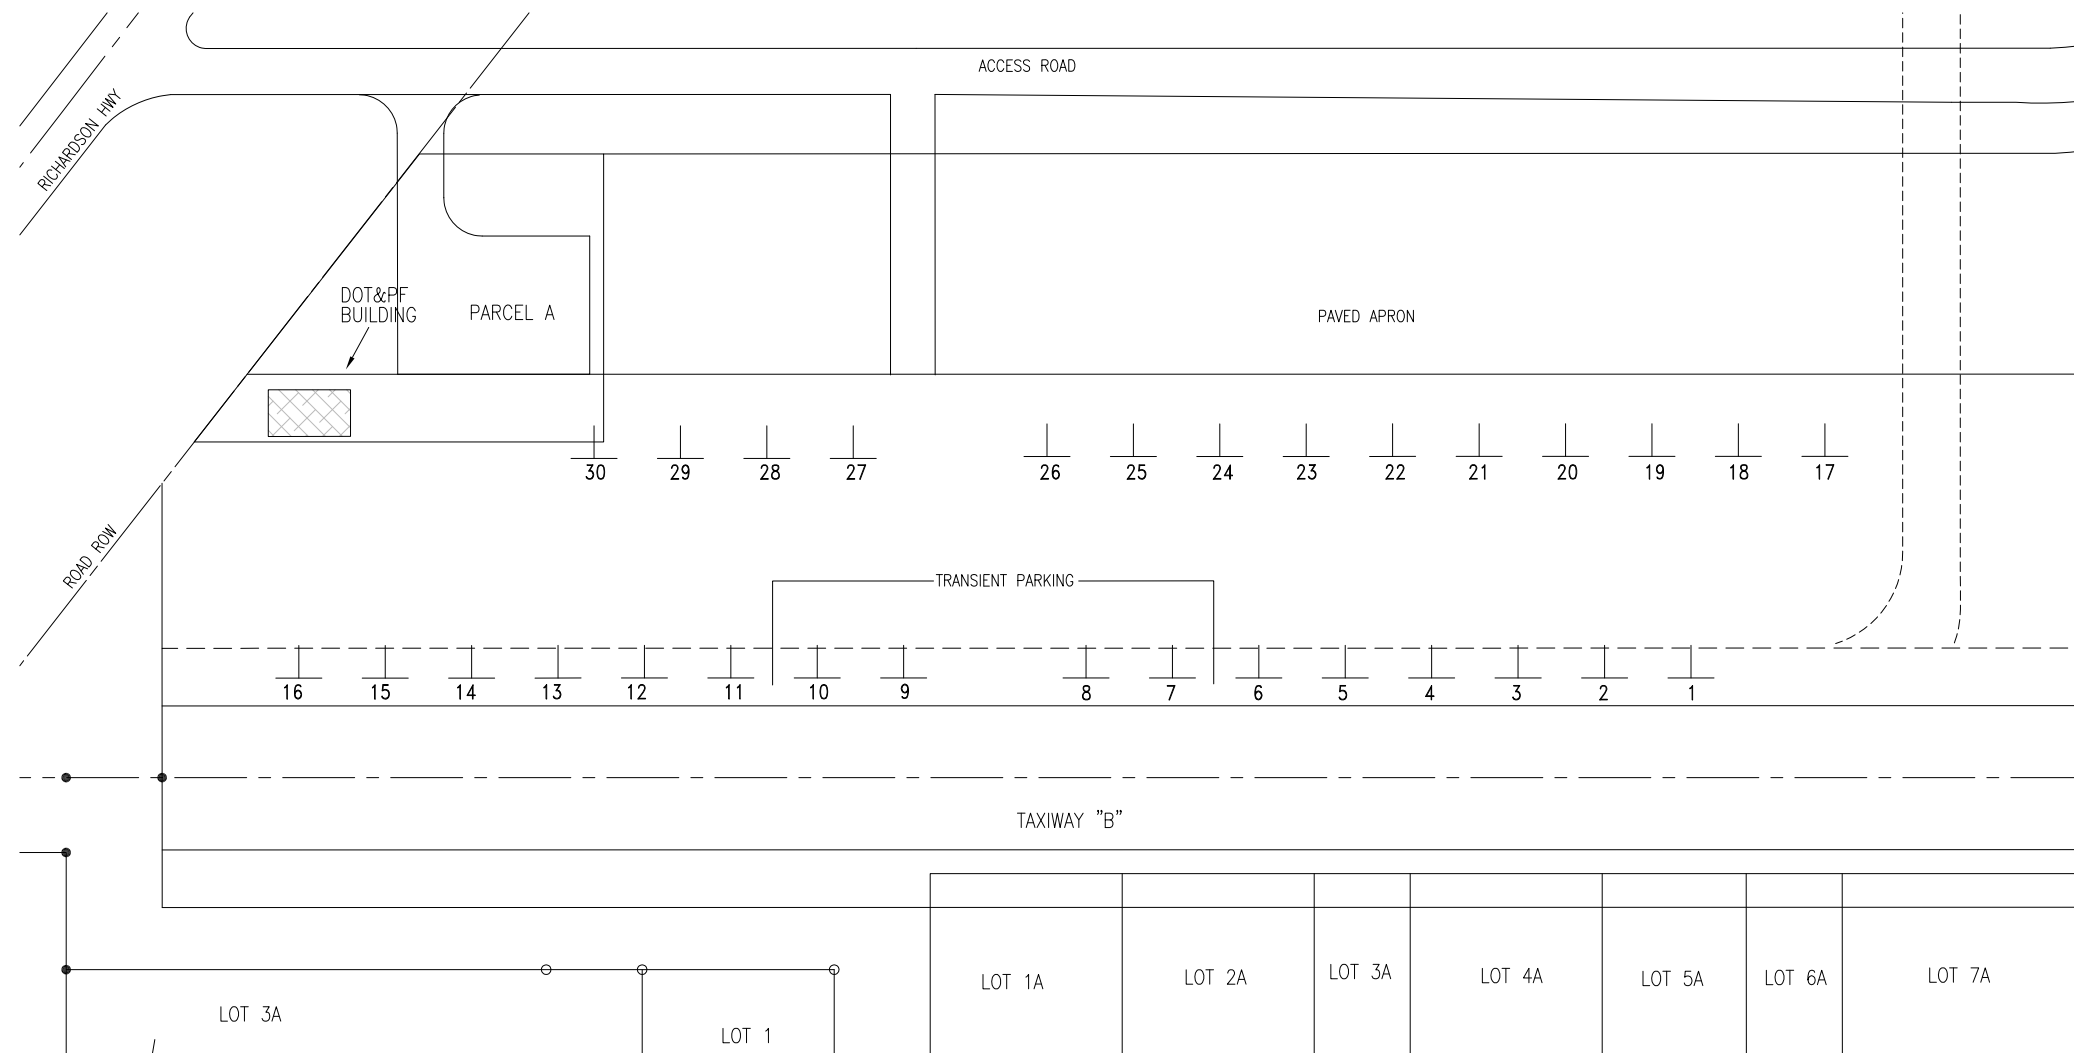 ACCESS ROAD
RICHARDSON HWY
DOT&PF
BUILDING
PARCEL A
PAVED APRON
30 29 28 27 26 25 24 23 22 21 20 19 18 17
ROAD ROW
TRANSIENT PARKING
16 15 14 13 12 11 10 9 8 7 6 5 4 3 2 1
TAXIWAY "B"
LOT 1A LOT 2A LOT 3A LOT 4A LOT 5A LOT 6A LOT 7A
LOT 3A
LOT 1